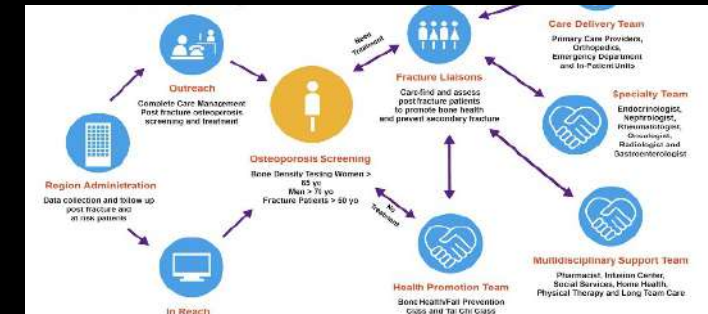 Outreach
Complete Care Management
Post fracture osteoporosis
screening and treatment
Region Administration
Data collection and follow up
post fracture and
at risk patients
In Reach
Osteoporosis Screening
Bone Density Testing Women >
65 yo
Men > 70 yo
Fracture Patients > 50 yo
Need
Treatment
No
Treatment
Fracture Liaisons
Care-find and assess
post fracture patients
to promote bone health
and prevent secondary fracture
Care Delivery Team
Primary Care Providers,
Orthopedics,
Emergency Department
and In-Patient Units
Specialty Team
Endocrinologist,
Nephrologist,
Rheumatologist,
Oncologist,
Radiologist and
Gastroenterologist
Multidisciplinary Support Team
Pharmacist, Infusion Center,
Social Services, Home Health,
Physical Therapy and Long Team Care
Health Promotion Team
Bone Health/Fall Prevention
Class and Tai Chi Class